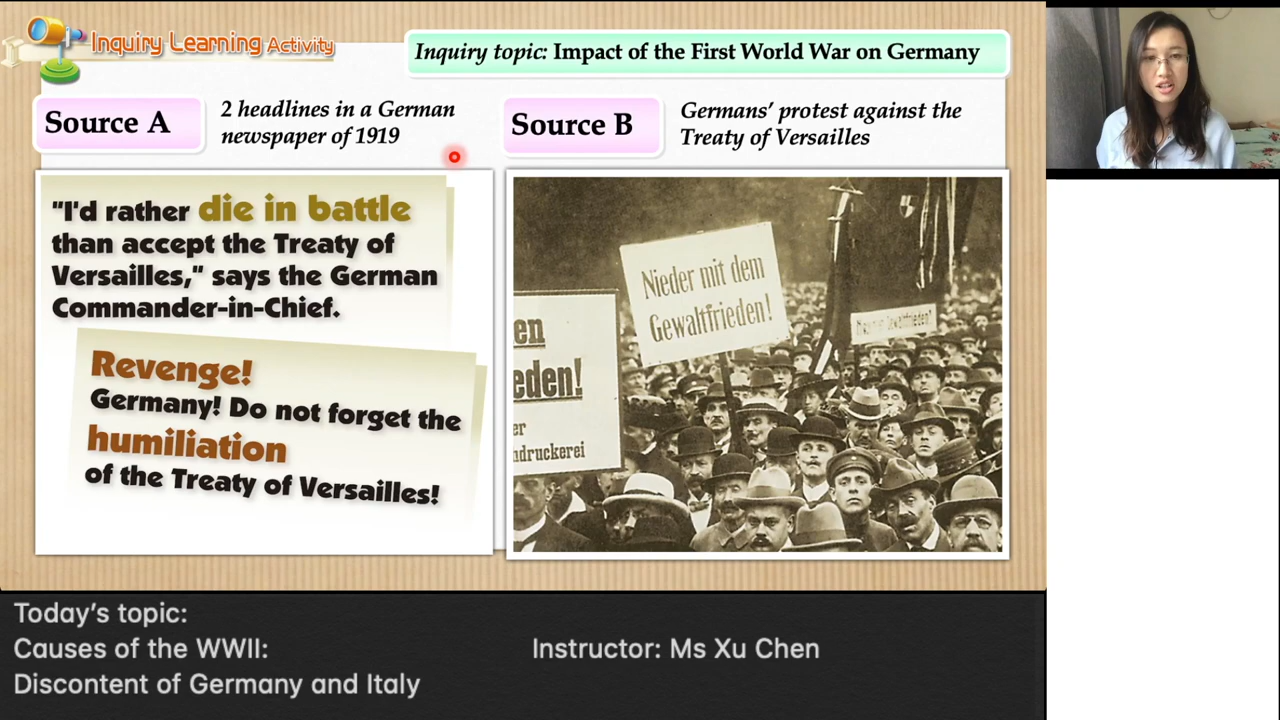 Inquiry Learning Activity
Inquiry topic: Impact of the First World War on Germany
Source A
2 headlines in a German
newspaper of 1919
"I'd rather die in battle
than accept the Treaty of
Versailles," says the German
Commander-in-Chief.
Revenge!
Germany! Do not forget the
humiliation
of the Treaty of Versailles!
Source B
Germans' protest against the
Treaty of Versailles
Nieder mit dem
Gewaltfrieden!
en
eden!
er
druckerei
Today's topic:
Causes of the WWII:
Discontent of Germany and Italy
Instructor: Ms Xu Chen